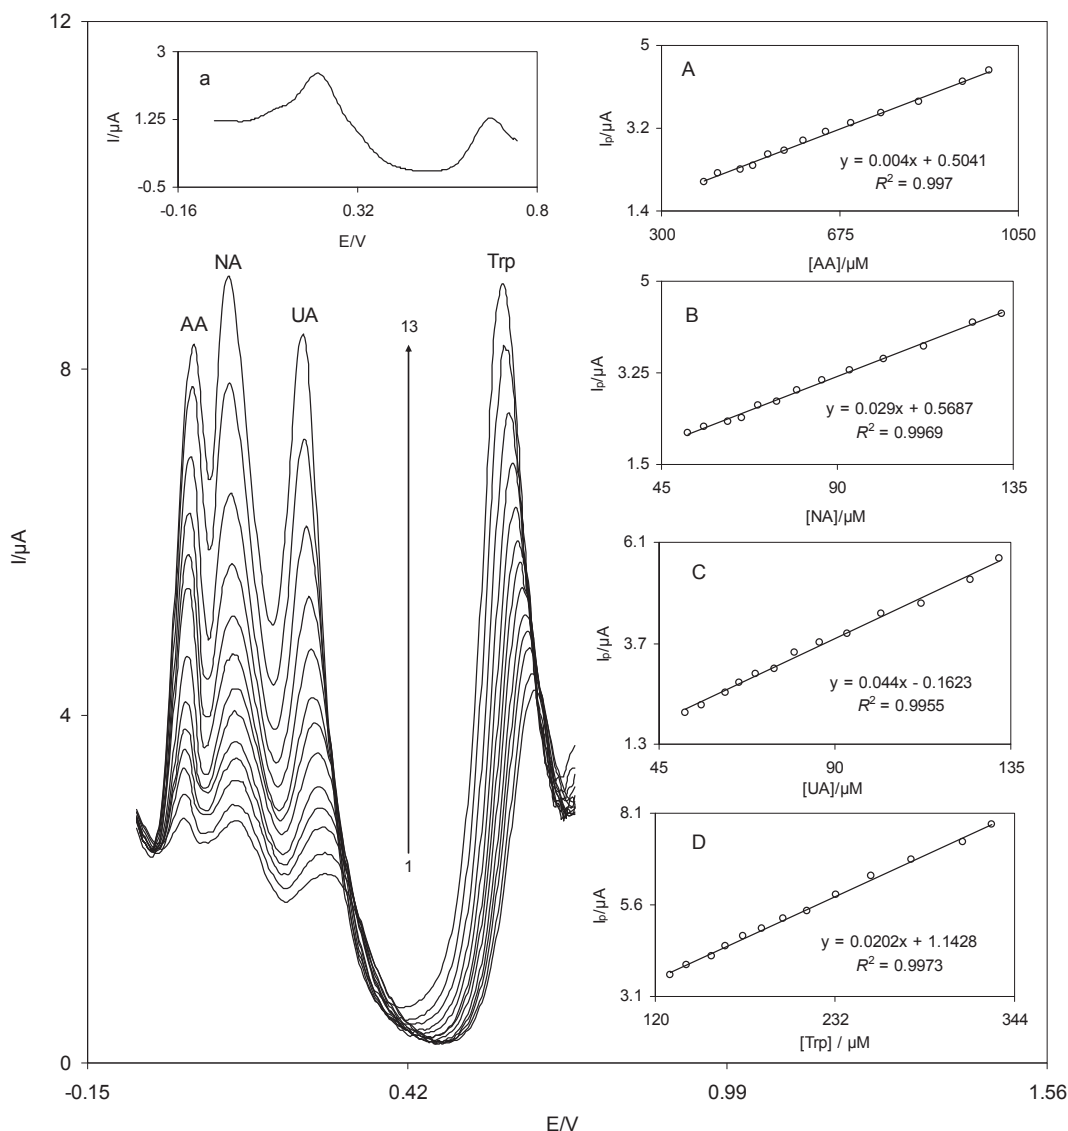 12
8
4
0
-0.15
0.42
0.99
1.56
I/µA
E/V
a
3
1.25
-0.5
-0.16
0.32
0.8
I/µA
E/V
AA
NA
UA
Trp
13
1
A
5
3.2
1.4
300
675
1050
Ip/µA
[AA]/µM
y = 0.004x + 0.5041
R² = 0.997
B
5
3.25
1.5
45
90
135
Ip/µA
[NA]/µM
y = 0.029x + 0.5687
R² = 0.9969
C
6.1
3.7
1.3
45
90
135
Ip/µA
[UA]/µM
y = 0.044x - 0.1623
R² = 0.9955
D
8.1
5.6
3.1
120
232
344
Ip/µA
[Trp] / µM
y = 0.0202x + 1.1428
R² = 0.9973